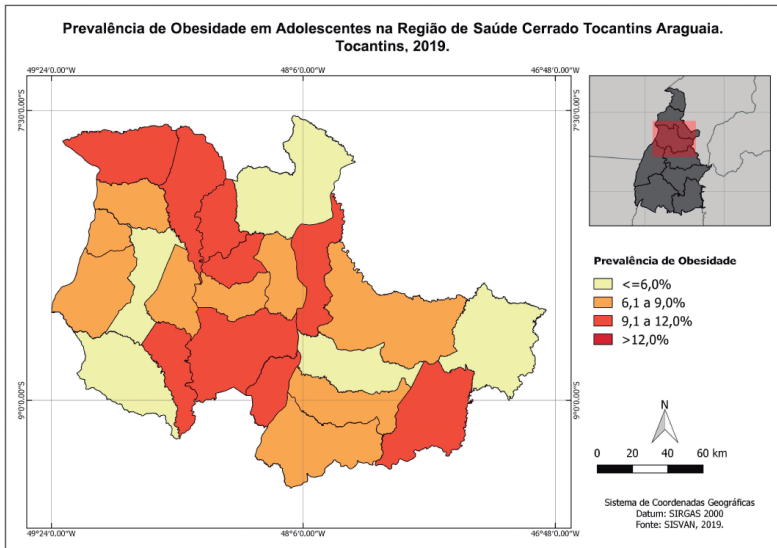 Prevalência de Obesidade em Adolescentes na Região de Saúde Cerrado Tocantins Araguaia.
Tocantins, 2019.
49°24'0.00"W
48°6'0.00"W
46°48'0.00"W
7°30'0.00"S
7°30'0.00"S
9°0'0.00"S
9°0'0.00"S
49°24'0.00"W
48°6'0.00"W
46°48'0.00"W
Prevalência de Obesidade
<=6,0%
6,1 a 9,0%
9,1 a 12,0%
>12,0%
N
0 20 40 60 km
Sistema de Coordenadas Geográficas
Datum: SIRGAS 2000
Fonte: SISVAN, 2019.